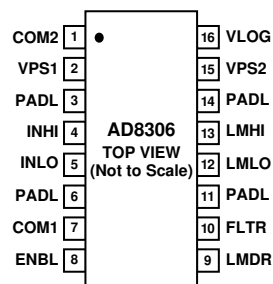 COM2 1 16 VLOG
VPS1 2 15 VPS2
PADL 3 14 PADL
INHI 4 AD8306 13 LMHI
TOP VIEW
INLO 5 (Not to Scale) 12 LMLO
PADL 6 11 PADL
COM1 7 10 FLTR
ENBL 8 9 LMDR